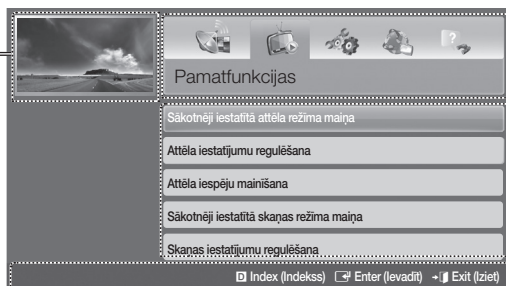 Pamatfunkcijas
Sākotnēji iestatītā attēla režīma maiņa
Attēla iestatījumu regulēšana
Attēla iespēju mainīšana
Sākotnēji iestatītā skaņas režīma maiņa
Skaņas iestatījumu regulēšana
D Index (Indekss) Enter (Ievadīt) Exit (Iziet)